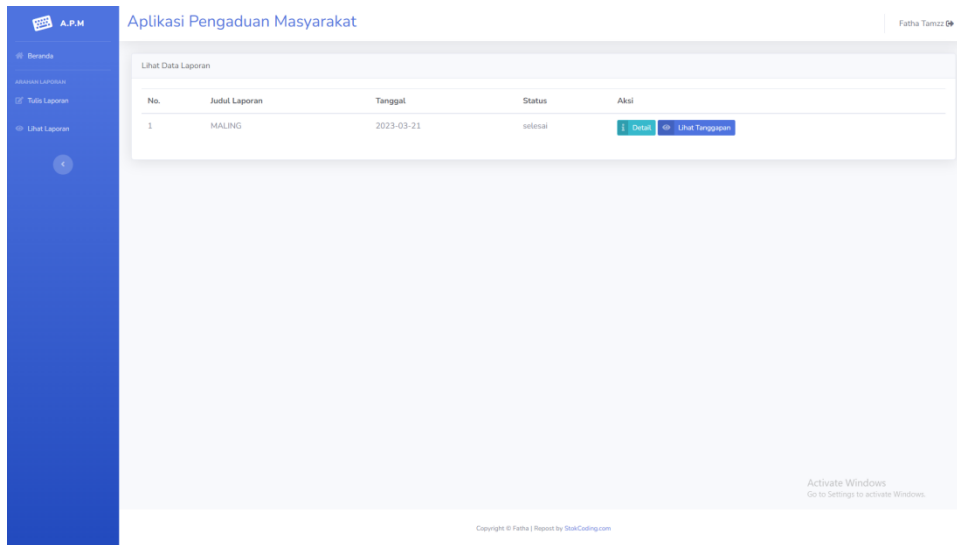 A.P.M
Aplikasi Pengaduan Masyarakat
Fatha Tamzz
Beranda
ARAHAN LAPORAN
Tulis Laporan
Lihat Laporan
Lihat Data Laporan
No. Judul Laporan Tanggal Status Aksi
1 MALING 2023-03-21 selesai Detail Lihat Tanggapan
Activate Windows
Go to Settings to activate Windows.
Copyright © Fatha | Repost by StokCoding.com